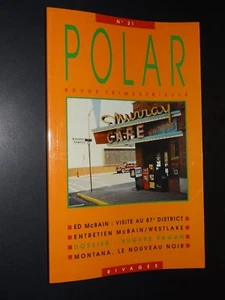 N° 21
POLAR
REVUE TRIMESTRIELLE
Murray
CAFE
ED McBAIN : VISITE AU 87e DISTRICT
ENTRETIEN McBAIN/WESTLAKE
DOSSIER : HUGUES PAGAN
MONTANA, LE NOUVEAU NOIR
RIVAGES